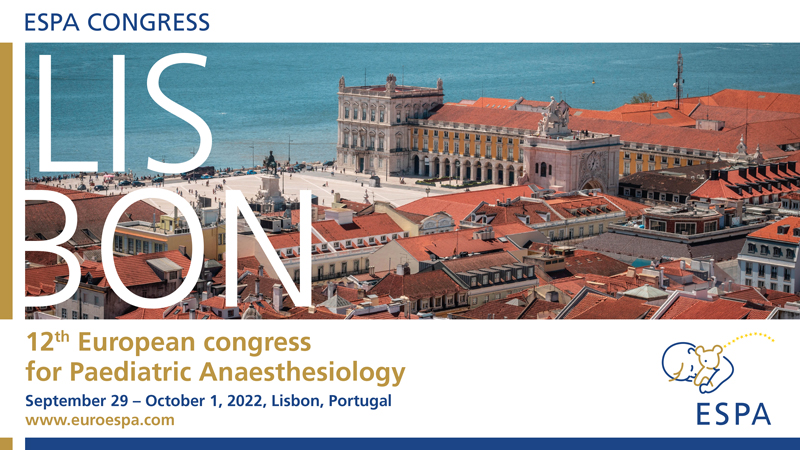 ESPA CONGRESS
LIS
BON
12th European congress
for Paediatric Anaesthesiology
September 29 – October 1, 2022, Lisbon, Portugal
www.euroespa.com
ESPA